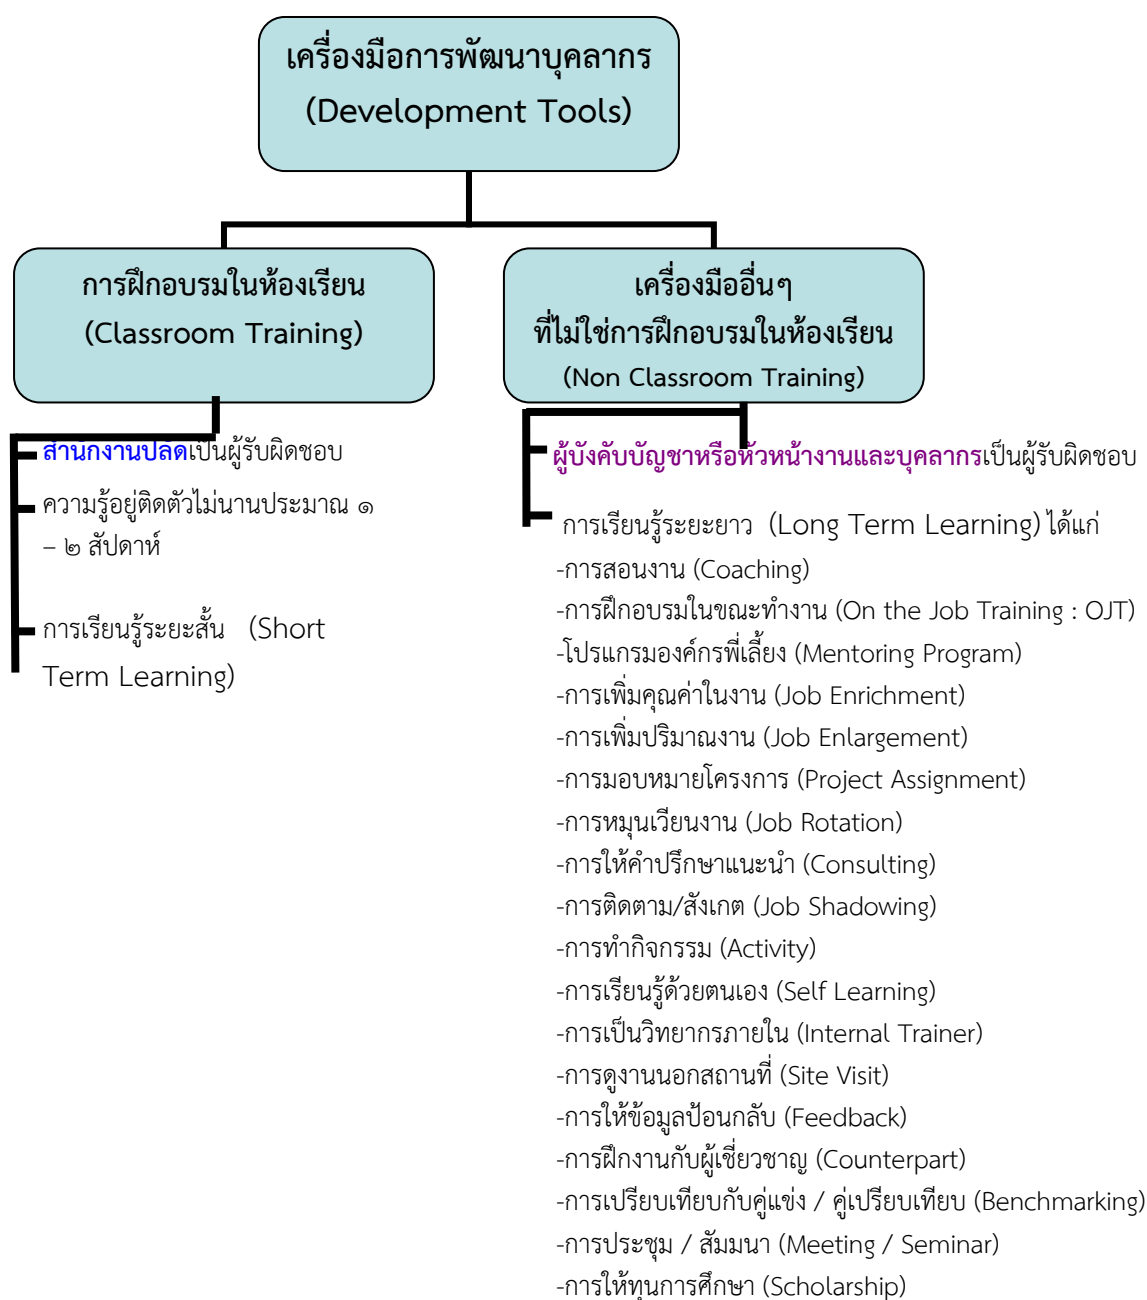 เครื่องมือการพัฒนาบุคลากร
(Development Tools)
การฝึกอบรมในห้องเรียน
(Classroom Training)
สำนักงานปลัดเป็นผู้รับผิดชอบ
ความรู้อยู่ติดตัวไม่นานประมาณ ๑
– ๒ สัปดาห์
การเรียนรู้ระยะสั้น (Short
Term Learning)
เครื่องมืออื่นๆ
ที่ไม่ใช่การฝึกอบรมในห้องเรียน
(Non Classroom Training)
ผู้บังคับบัญชาหรือหัวหน้างานและบุคลากรเป็นผู้รับผิดชอบ
การเรียนรู้ระยะยาว (Long Term Learning) ได้แก่
-การสอนงาน (Coaching)
-การฝึกอบรมในขณะทำงาน (On the Job Training : OJT)
-โปรแกรมองค์กรพี่เลี้ยง (Mentoring Program)
-การเพิ่มคุณค่าในงาน (Job Enrichment)
-การเพิ่มปริมาณงาน (Job Enlargement)
-การมอบหมายโครงการ (Project Assignment)
-การหมุนเวียนงาน (Job Rotation)
-การให้คำปรึกษาแนะนำ (Consulting)
-การติดตาม/สังเกต (Job Shadowing)
-การทำกิจกรรม (Activity)
-การเรียนรู้ด้วยตนเอง (Self Learning)
-การเป็นวิทยากรภายใน (Internal Trainer)
-การดูงานนอกสถานที่ (Site Visit)
-การให้ข้อมูลป้อนกลับ (Feedback)
-การฝึกงานกับผู้เชี่ยวชาญ (Counterpart)
-การเปรียบเทียบกับคู่แข่ง / คู่เปรียบเทียบ (Benchmarking)
-การประชุม / สัมมนา (Meeting / Seminar)
-การให้ทุนการศึกษา (Scholarship)